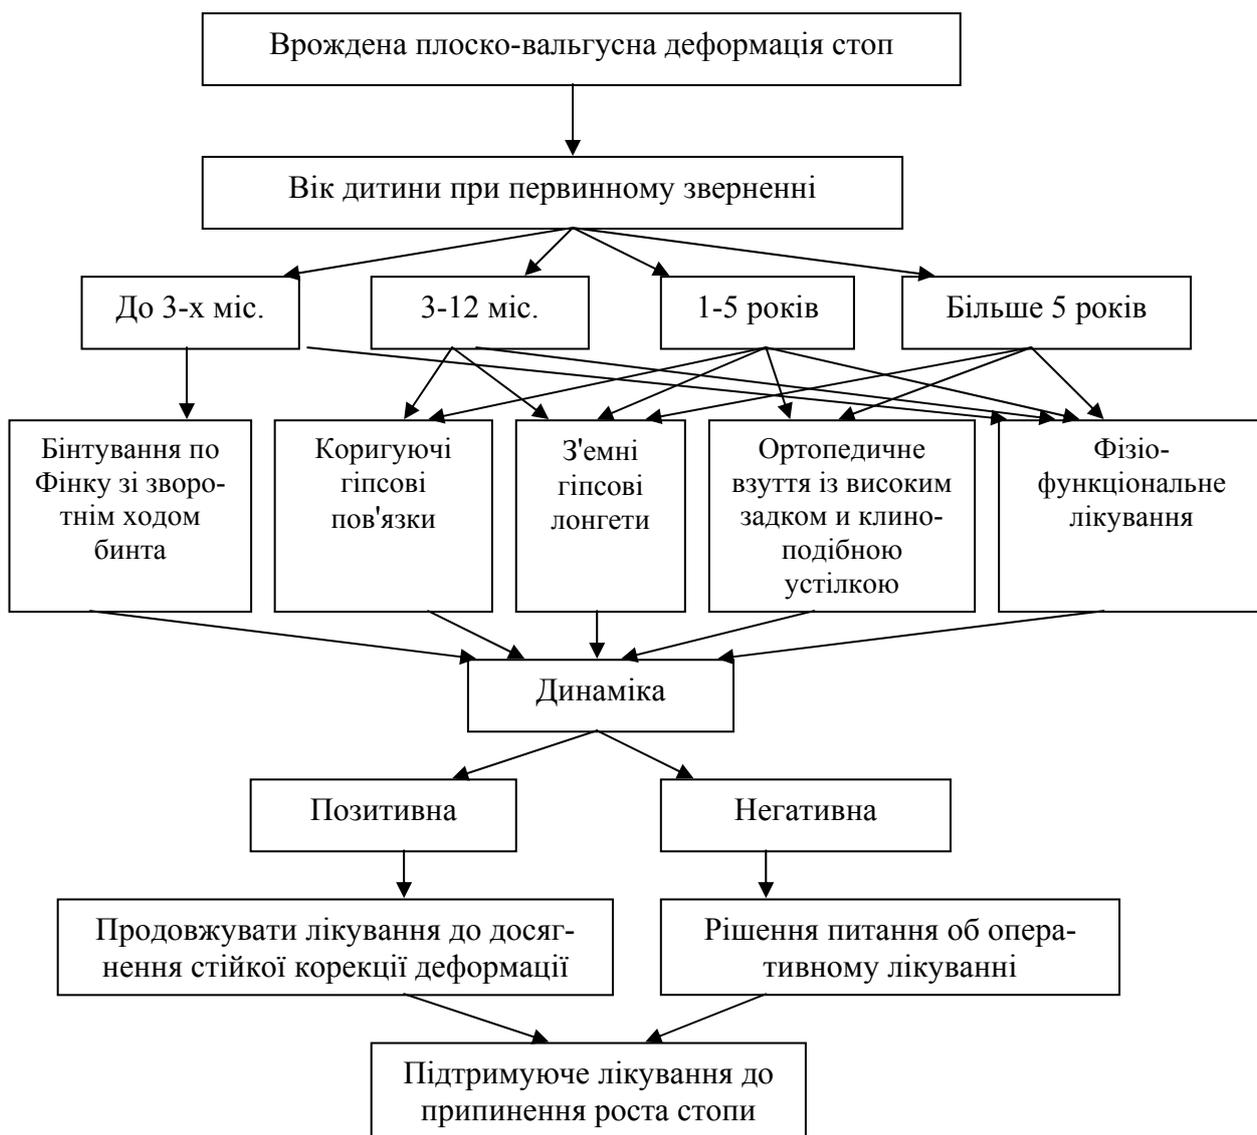 Врождена плоско-вальгусна деформація стоп
Вік дитини при первинному зверненні
До 3-х міс.
3-12 міс.
1-5 років
Більше 5 років
Бінтування по
Фінку зі зворо-
тнім ходом
бинта
Коригуючі
гіпсові
пов'язки
З'ємні
гіпсові
лонгети
Ортопедичне
взуття із високим
задком и клино-
подібною
устілкою
Фізіо-
функціональне
лікування
Динаміка
Позитивна
Негативна
Продовжувати лікування до досяг-
нення стійкої корекції деформації
Рішення питання об опера-
тивному лікуванні
Підтримуюче лікування до
припинення роста стопи